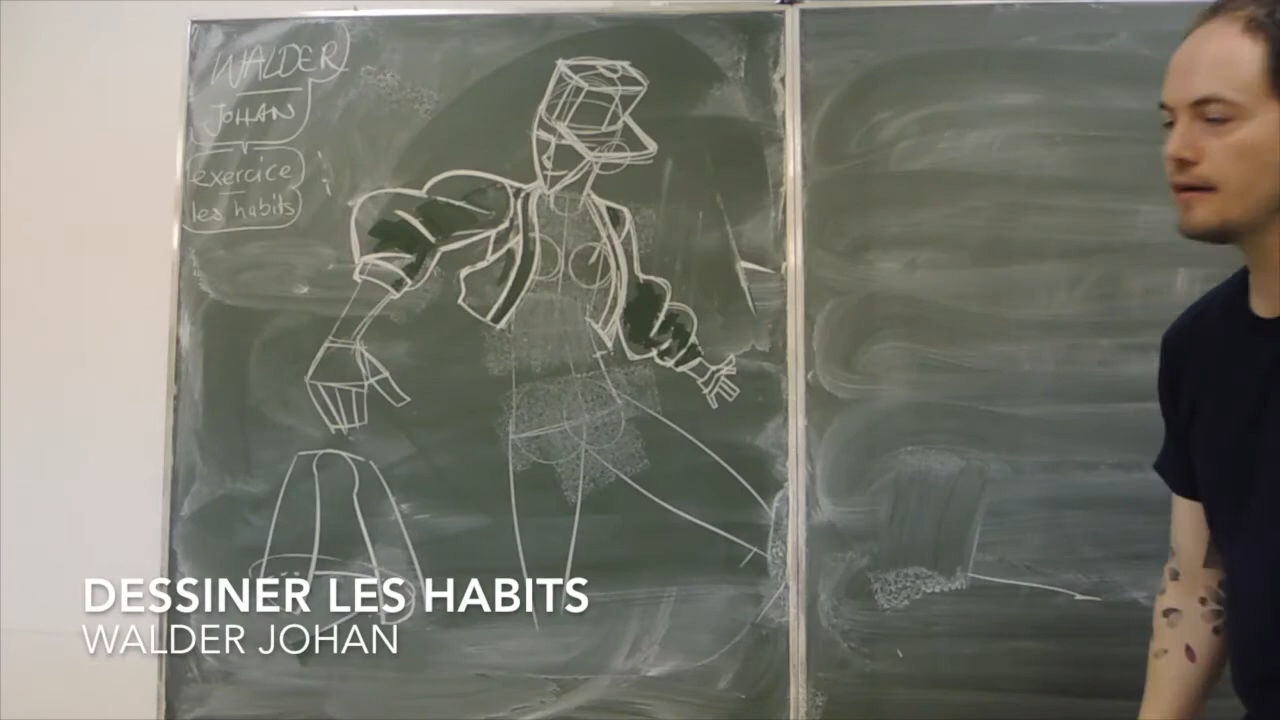 WALDER
JOHAN
exercice
les habits
DESSINER LES HABITS
WALDER JOHAN